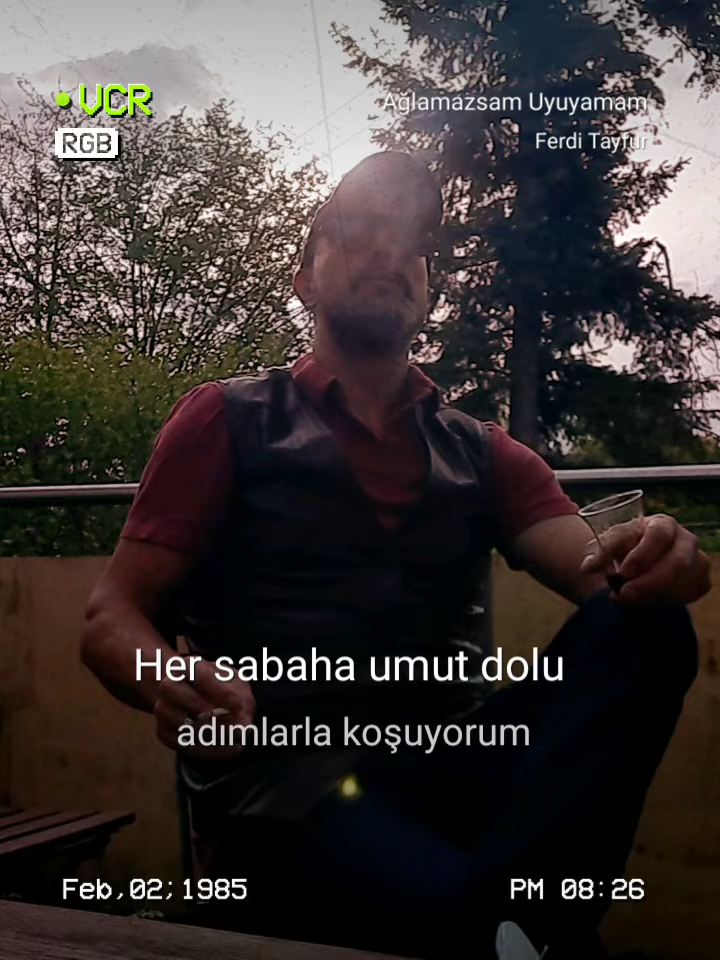 VCR
RGB
Ağlamazsam Uyuyamam
Ferdi Tayfur
Her sabaha umut dolu
adımlarla koşuyorum
Feb,02;1985
PM 08:26